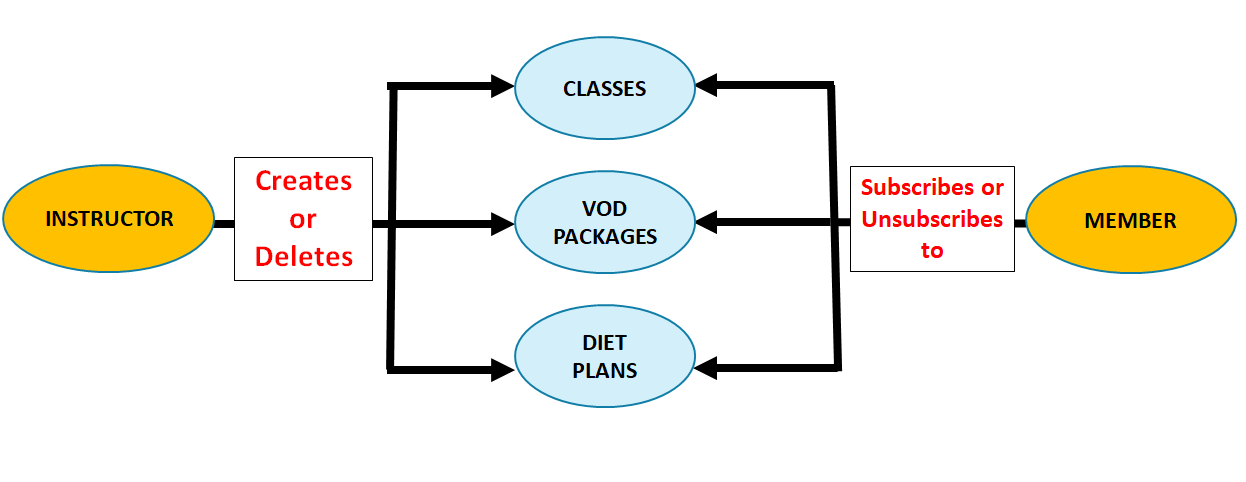 INSTRUCTOR
Creates
or
Deletes
CLASSES
VOD
PACKAGES
DIET
PLANS
Subscribes or
Unsubscribes
to
MEMBER